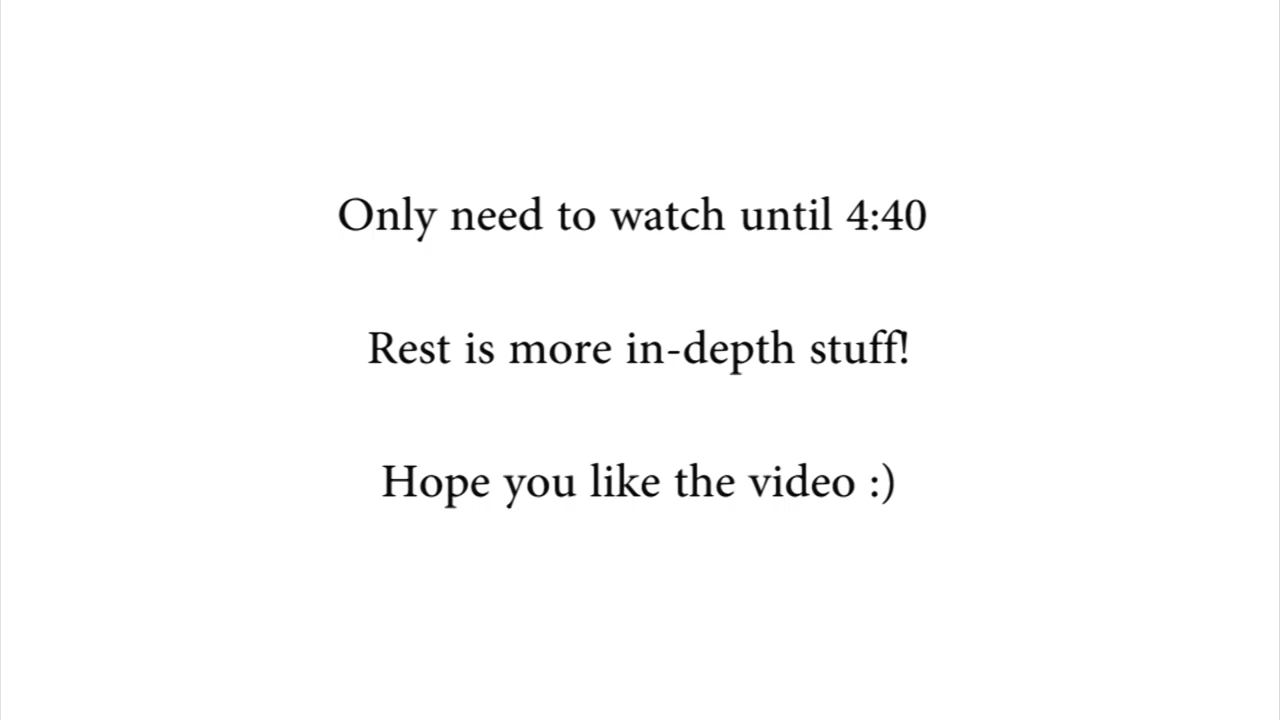 Only need to watch until 4:40
Rest is more in-depth stuff!
Hope you like the video :)